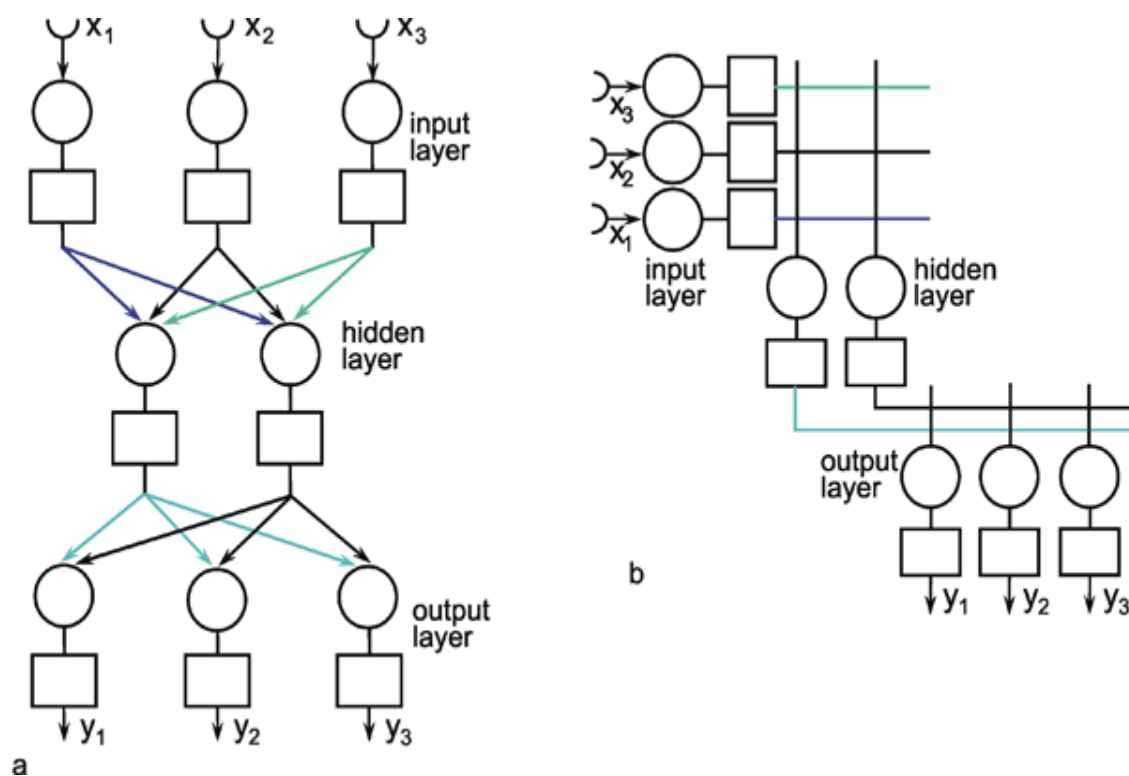 x1
x2
x3
input
layer
hidden
layer
output
layer
y1
y2
y3
a
x3
x2
x1
input
layer
hidden
layer
output
layer
b
y1
y2
y3